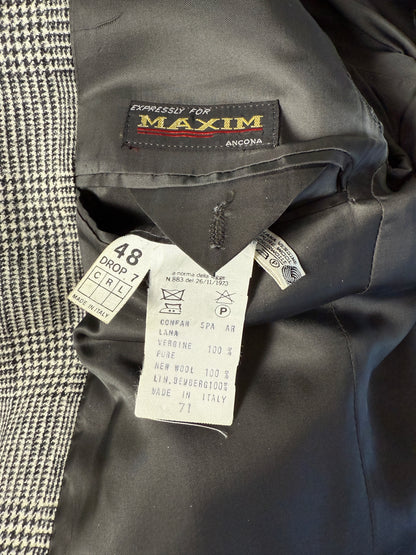 EXPRESSLY FOR
MAXIM
ANCONA
48
DROP 7
C R L
MADE IN ITALY
a norma della legge
N.883 del 26/11/1973
P
CONFAN SPA AR
LANA
VERGINE 100 %
PURE
NEW WOOL 100
LIN.BEMBERG100%
MADE IN ITALY
71